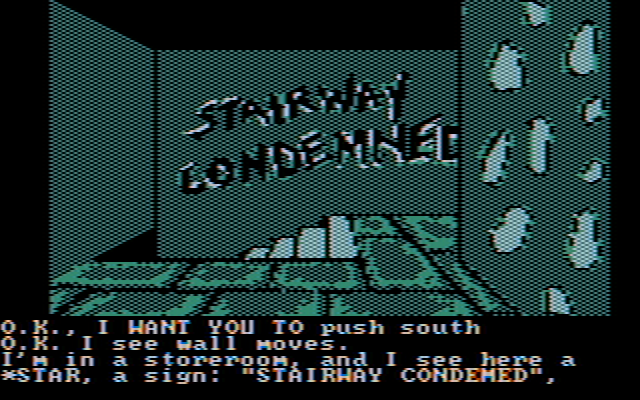 STAIRWAY
CONDEMNED
O.K., I WANT YOU TO push south
O.K. I see wall moves.
I'm in a storeroom, and I see here a
*STAR, a sign: "STAIRWAY CONDEMED",